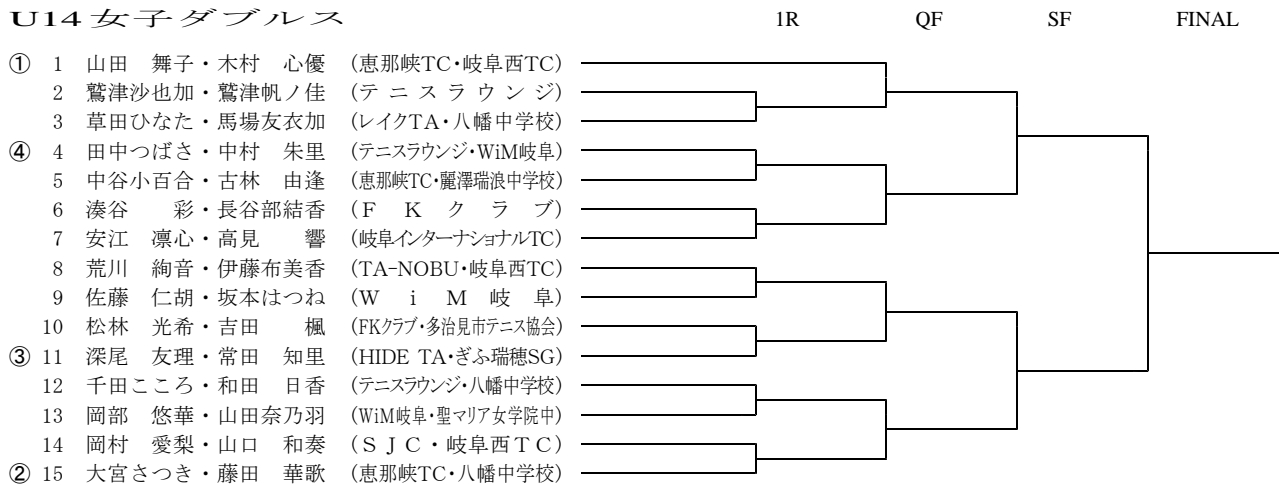 U14女子ダブルス 1R QF SF FINAL
① 1 山田 舞子・木村 心優 (恵那峡TC・岐阜西TC)
2 鷲津沙也加・鷲津帆ノ佳 (テニスラウンジ)
3 草田ひなた・馬場友衣加 (レイクTA・八幡中学校)
④ 4 田中つばさ・中村 朱里 (テニスラウンジ・WiM岐阜)
5 中谷小百合・古林 由逢 (恵那峡TC・麗澤瑞浪中学校)
6 湊谷 彩・長谷部結香 (FKクラブ)
7 安江 凛心・高見 響 (岐阜インターナショナルTC)
8 荒川 絢音・伊藤布美香 (TA-NOBU・岐阜西TC)
9 佐藤 仁胡・坂本はつね (WiM岐阜)
10 松林 光希・吉田 楓 (FKクラブ・多治見市テニス協会)
③ 11 深尾 友理・常田 知里 (HIDE TA・ぎふ瑞穂SG)
12 千田こころ・和田 日香 (テニスラウンジ・八幡中学校)
13 岡部 悠華・山田奈乃羽 (WiM岐阜・聖マリア女学院中)
14 岡村 愛梨・山口 和奏 (SJC・岐阜西TC)
② 15 大宮さつき・藤田 華歌 (恵那峡TC・八幡中学校)